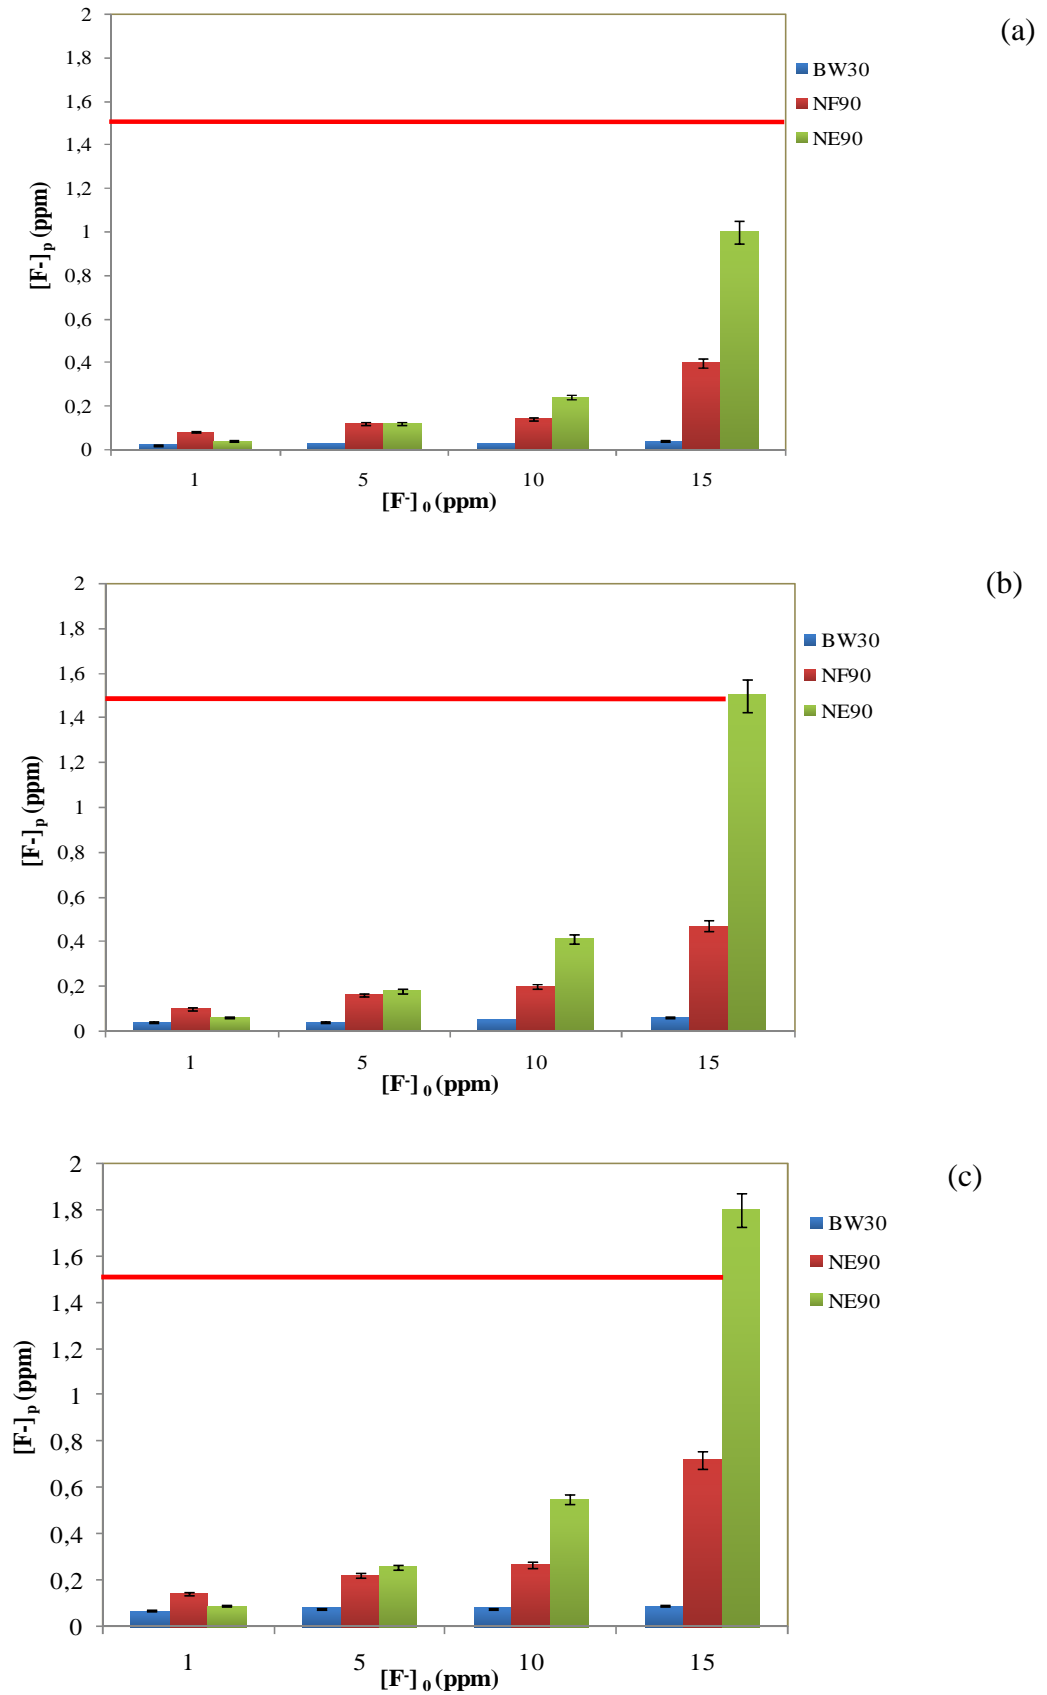 (a)
2
1,8
1,6
1,4
1,2
1
0,8
0,6
0,4
0,2
0
[F-]p (ppm)
1 5 10 15
[F-] 0 (ppm)
BW30
NF90
NE90
(b)
2
1,8
1,6
1,4
1,2
1
0,8
0,6
0,4
0,2
0
[F-]p (ppm)
1 5 10 15
[F-] 0 (ppm)
BW30
NF90
NE90
(c)
2
1,8
1,6
1,4
1,2
1
0,8
0,6
0,4
0,2
0
[F-]p (ppm)
1 5 10 15
[F-] 0 (ppm)
BW30
NE90
NE90